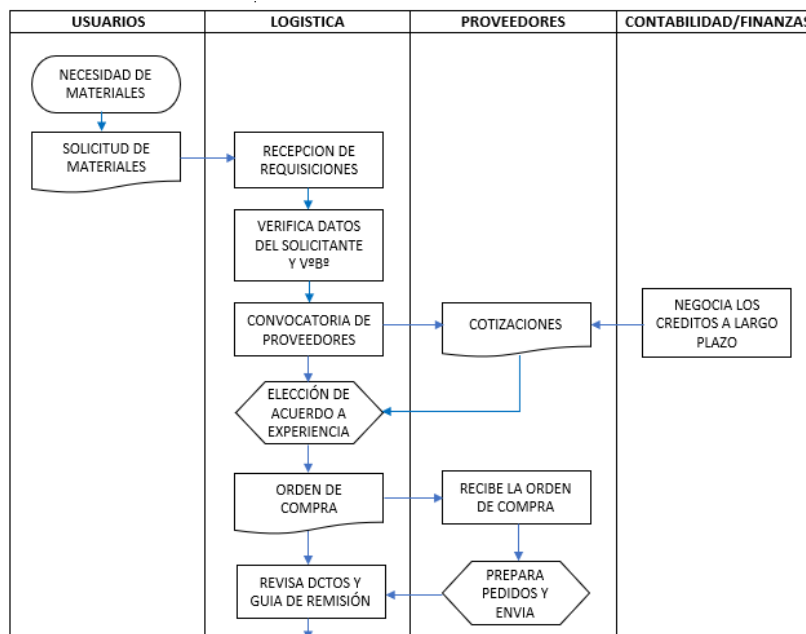 USUARIOS
LOGISTICA
PROVEEDORES
CONTABILIDAD/FINANZAS
NECESIDAD DE
MATERIALES
SOLICITUD DE
MATERIALES
RECEPCION DE
REQUISICIONES
VERIFICA DATOS
DEL SOLICITANTE
Y VºBº
CONVOCATORIA DE
PROVEEDORES
COTIZACIONES
NEGOCIA LOS
CREDITOS A LARGO
PLAZO
ELECCIÓN DE
ACUERDO A
EXPERIENCIA
ORDEN DE
COMPRA
RECIBE LA ORDEN
DE COMPRA
REVISA DCTOS Y
GUIA DE REMISIÓN
PREPARA
PEDIDOS Y
ENVIA